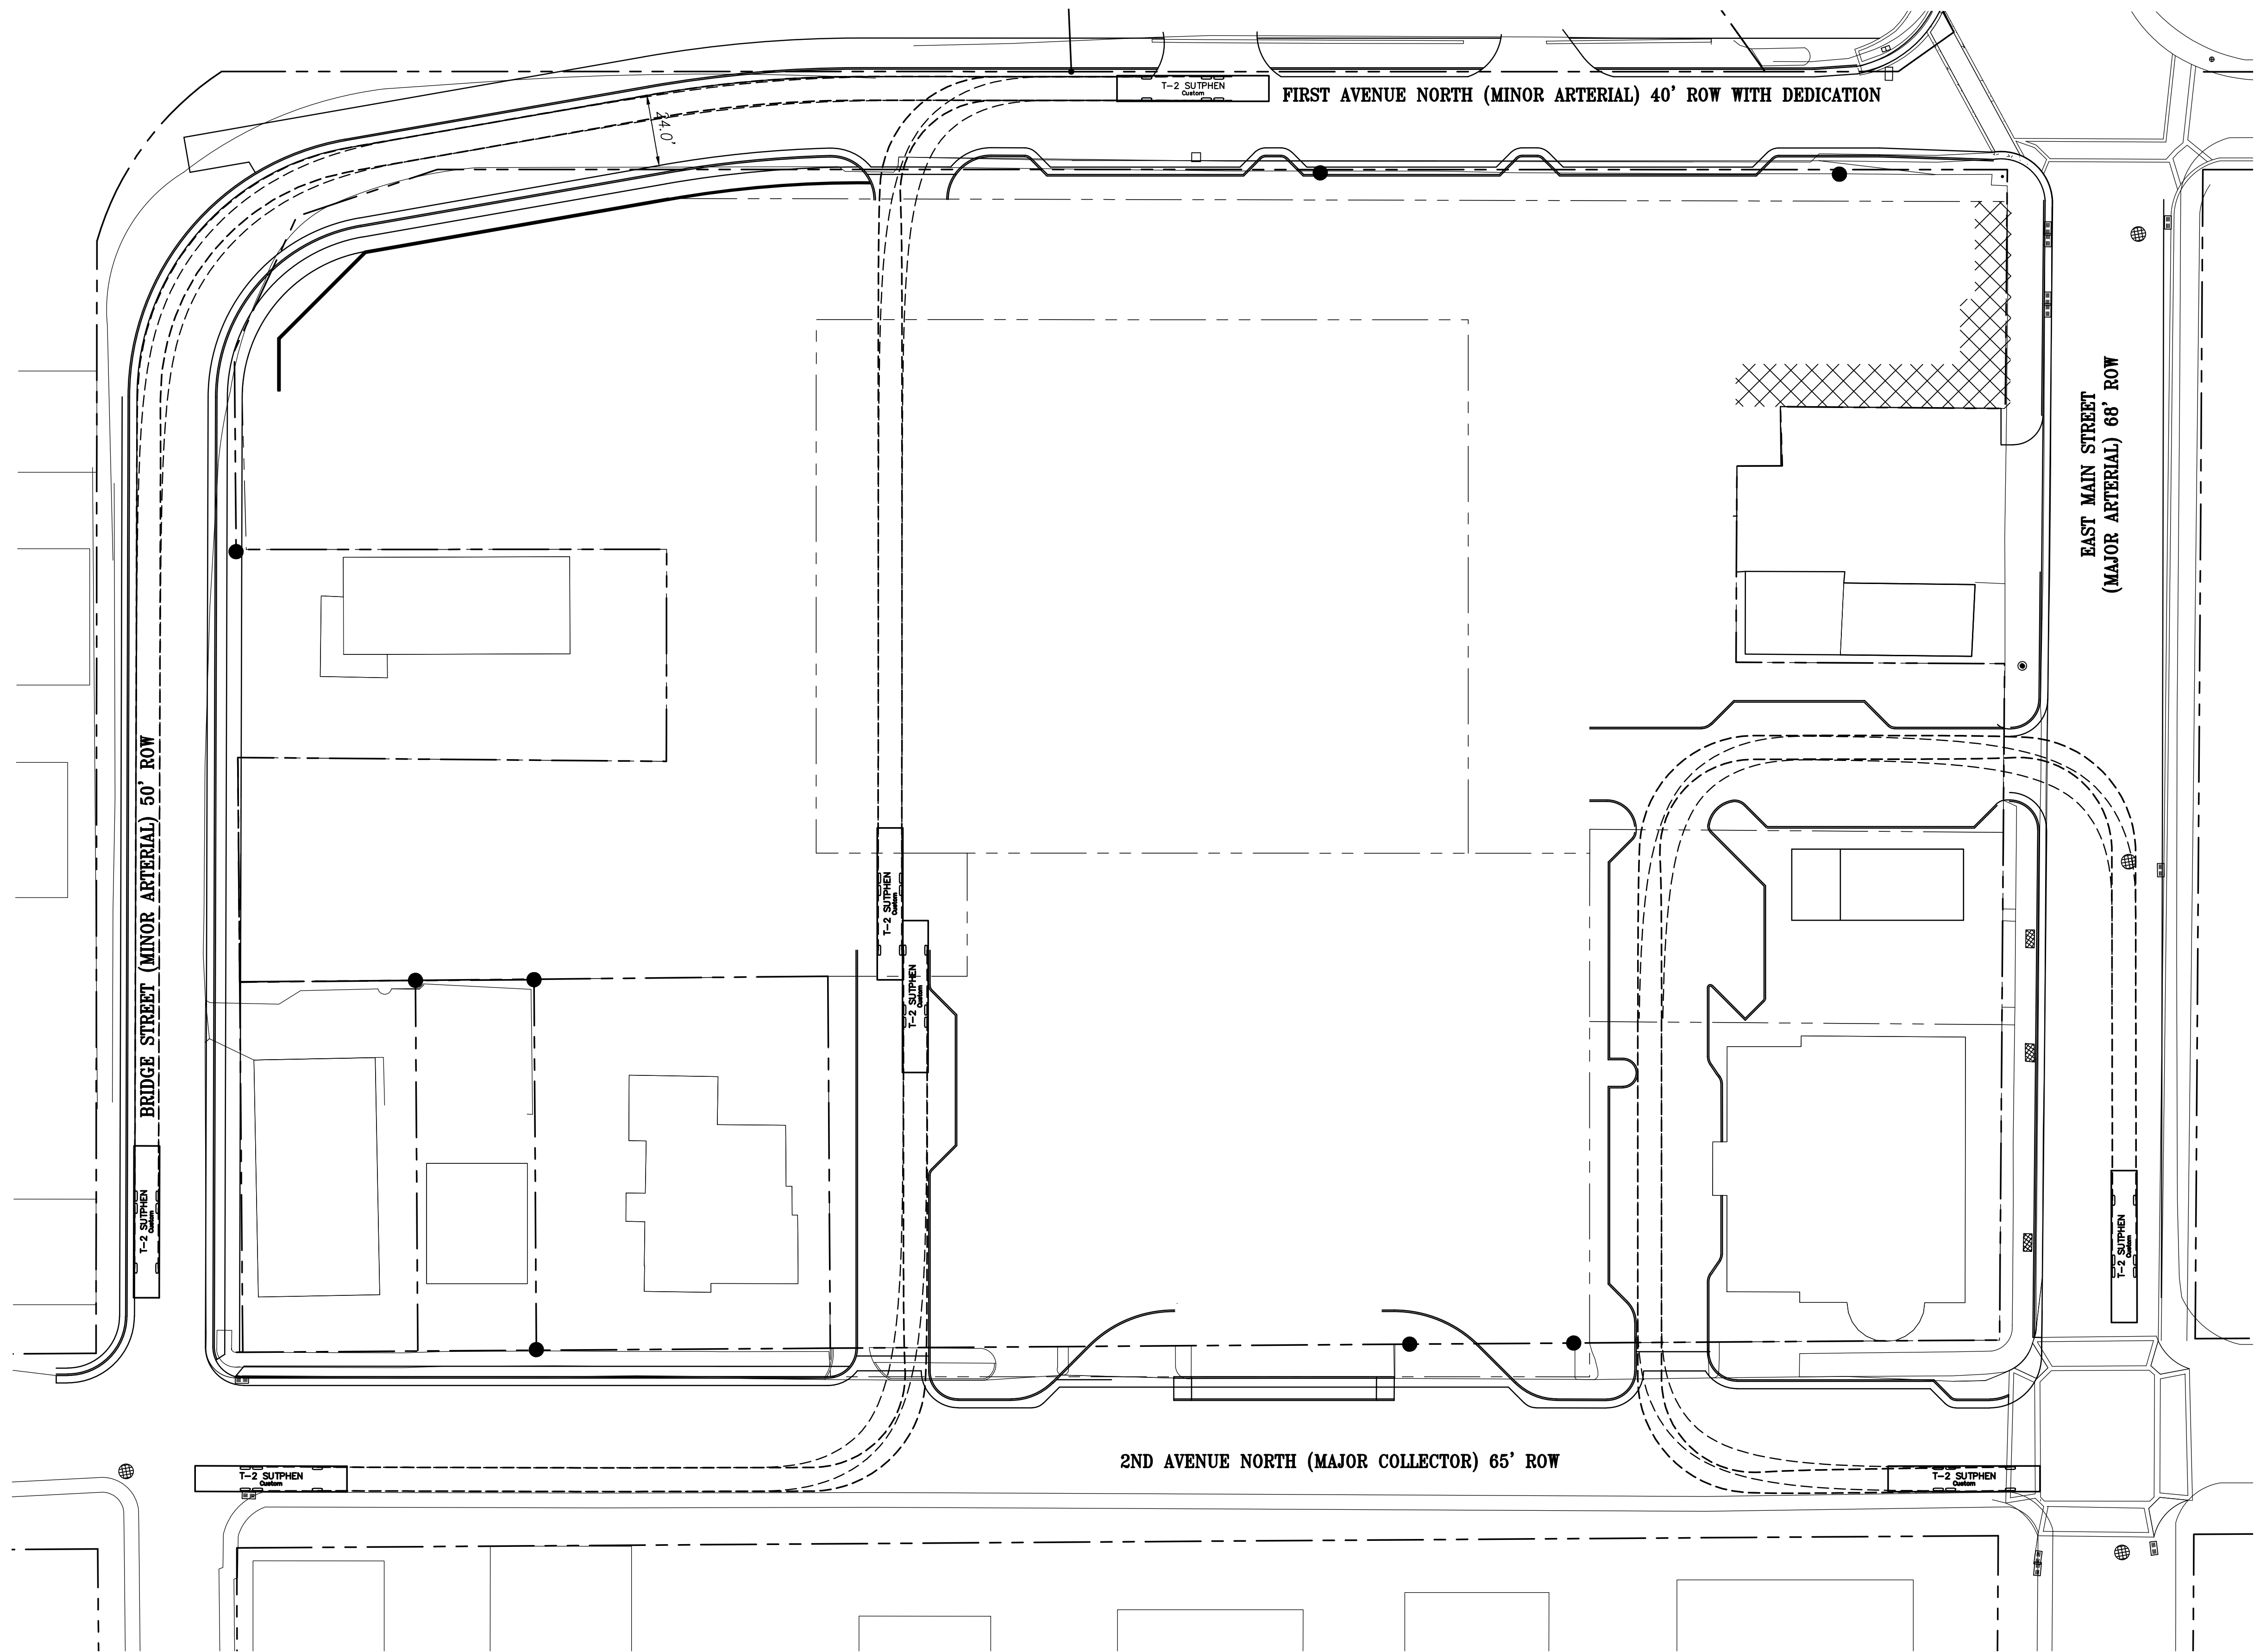 T-2 SUTPHEN
Custom
FIRST AVENUE NORTH (MINOR ARTERIAL) 40' ROW WITH DEDICATION
24.0'
EAST MAIN STREET
(MAJOR ARTERIAL) 68' ROW
BRIDGE STREET (MINOR ARTERIAL) 50' ROW
T-2 SUTPHEN
Custom
T-2 SUTPHEN
Custom
T-2 SUTPHEN
Custom
T-2 SUTPHEN
Custom
2ND AVENUE NORTH (MAJOR COLLECTOR) 65' ROW
T-2 SUTPHEN
Custom
T-2 SUTPHEN
Custom